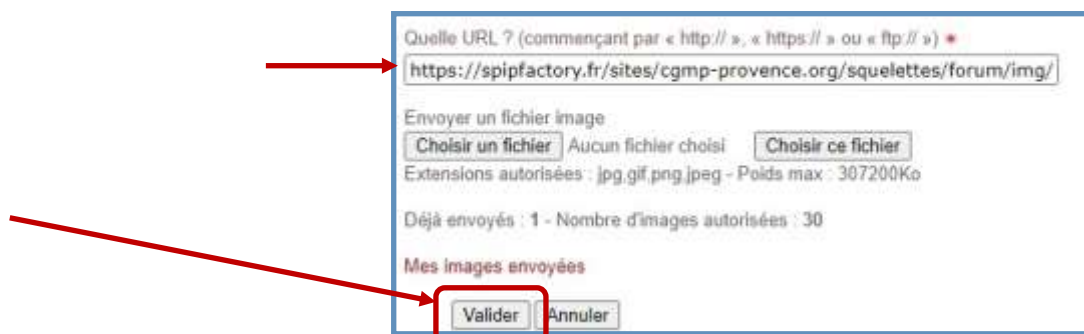 Quelle URL ? (commençant par « http:// », « https:// » ou « ftp:// ») *
https://spipfactory.fr/sites/cgmp-provence.org/squelettes/forum/img/
Envoyer un fichier image
Choisir un fichier Aucun fichier choisi Choisir ce fichier
Extensions autorisées : jpg,gif,png,jpeg - Poids max : 307200Ko
Déjà envoyés : 1 - Nombre d'images autorisées : 30
Mes images envoyées
Valider Annuler